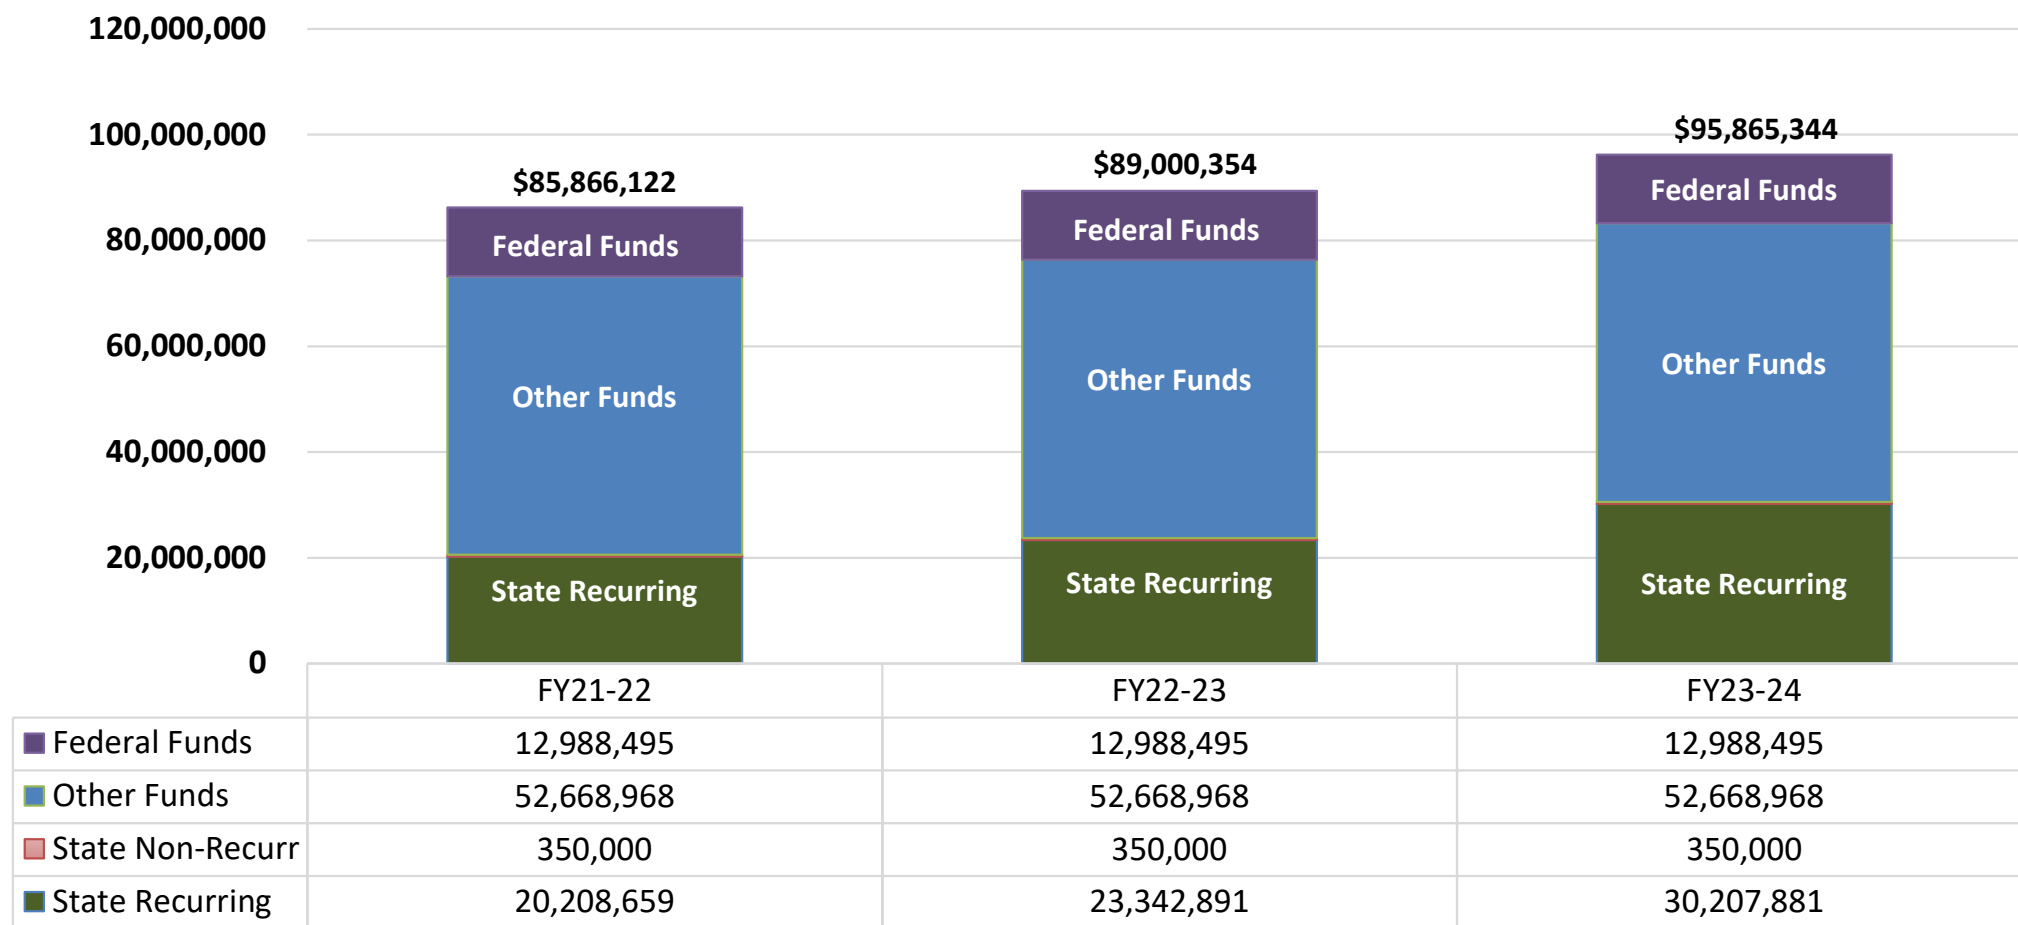 120,000,000
100,000,000
80,000,000
60,000,000
40,000,000
20,000,000
0
$85,866,122
$89,000,354
$95,865,344
Federal Funds
Federal Funds
Federal Funds
Other Funds
Other Funds
Other Funds
State Recurring
State Recurring
State Recurring
FY21-22 FY22-23 FY23-24
Federal Funds 12,988,495 12,988,495 12,988,495
Other Funds 52,668,968 52,668,968 52,668,968
State Non-Recurr 350,000 350,000 350,000
State Recurring 20,208,659 23,342,891 30,207,881